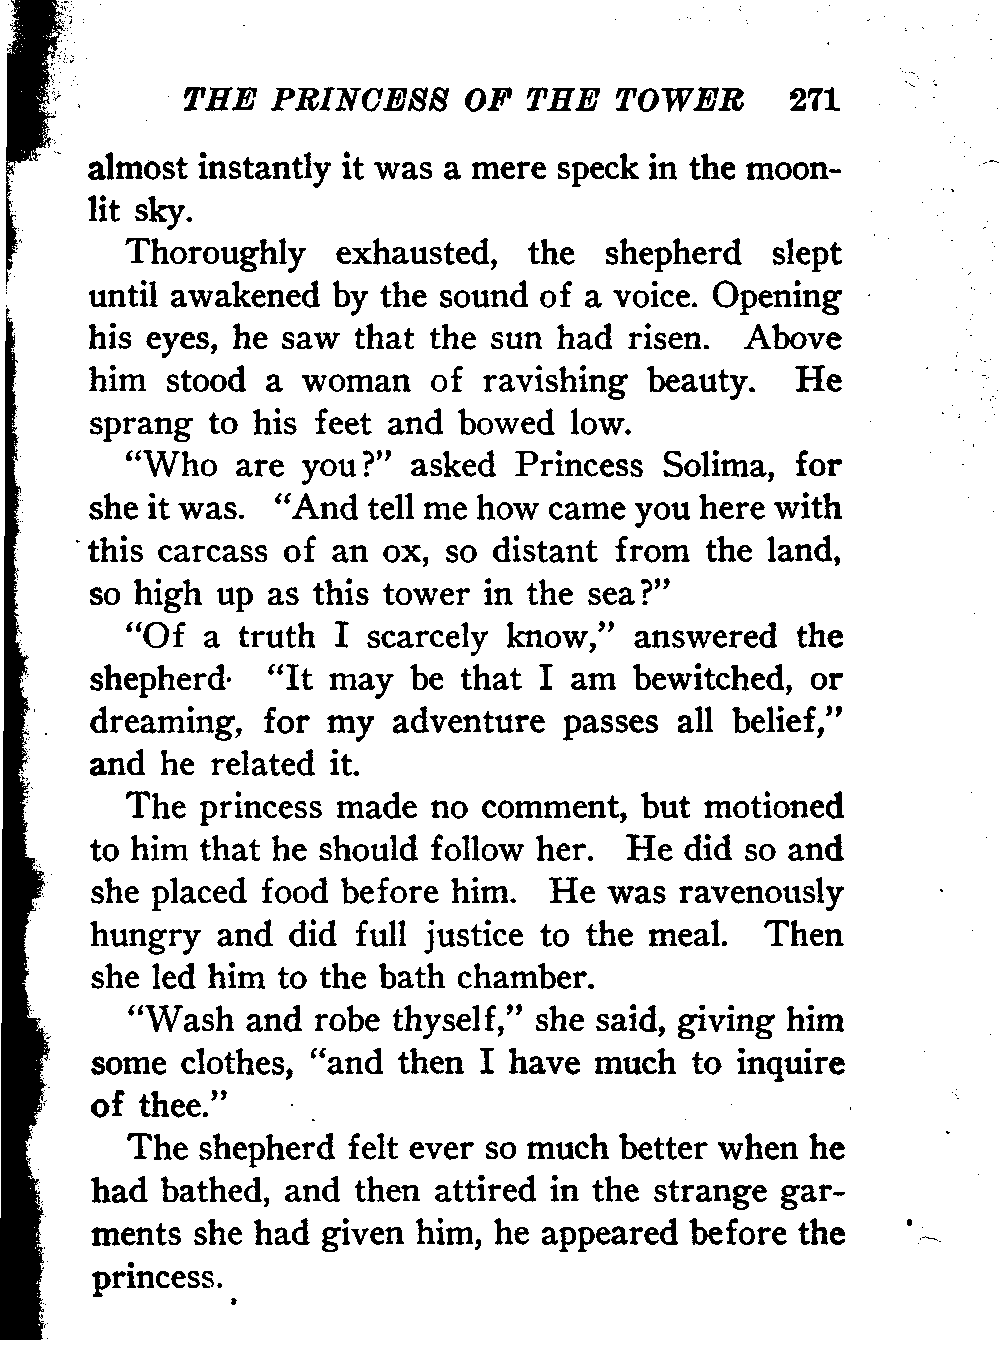 THE PRINCESS OF THE TOWER 271
almost instantly it was a mere speck in the moon-
lit sky.
Thoroughly exhausted, the shepherd slept
until awakened by the sound of a voice. Opening
his eyes, he saw that the sun had risen. Above
him stood a woman of ravishing beauty. He
sprang to his feet and bowed low.
“Who are you?” asked Princess Solima, for
she it was. “And tell me how came you here with
this carcass of an ox, so distant from the land,
so high up as this tower in the sea?”
“Of a truth I scarcely know,” answered the
shepherd· “It may be that I am bewitched, or
dreaming, for my adventure passes all belief,”
and he related it.
The princess made no comment, but motioned
to him that he should follow her. He did so and
she placed food before him. He was ravenously
hungry and did full justice to the meal. Then
she led him to the bath chamber.
“Wash and robe thyself,” she said, giving him
some clothes, “and then I have much to inquire
of thee.”
The shepherd felt ever so much better when he
had bathed, and then attired in the strange gar-
ments she had given him, he appeared before the
princess.